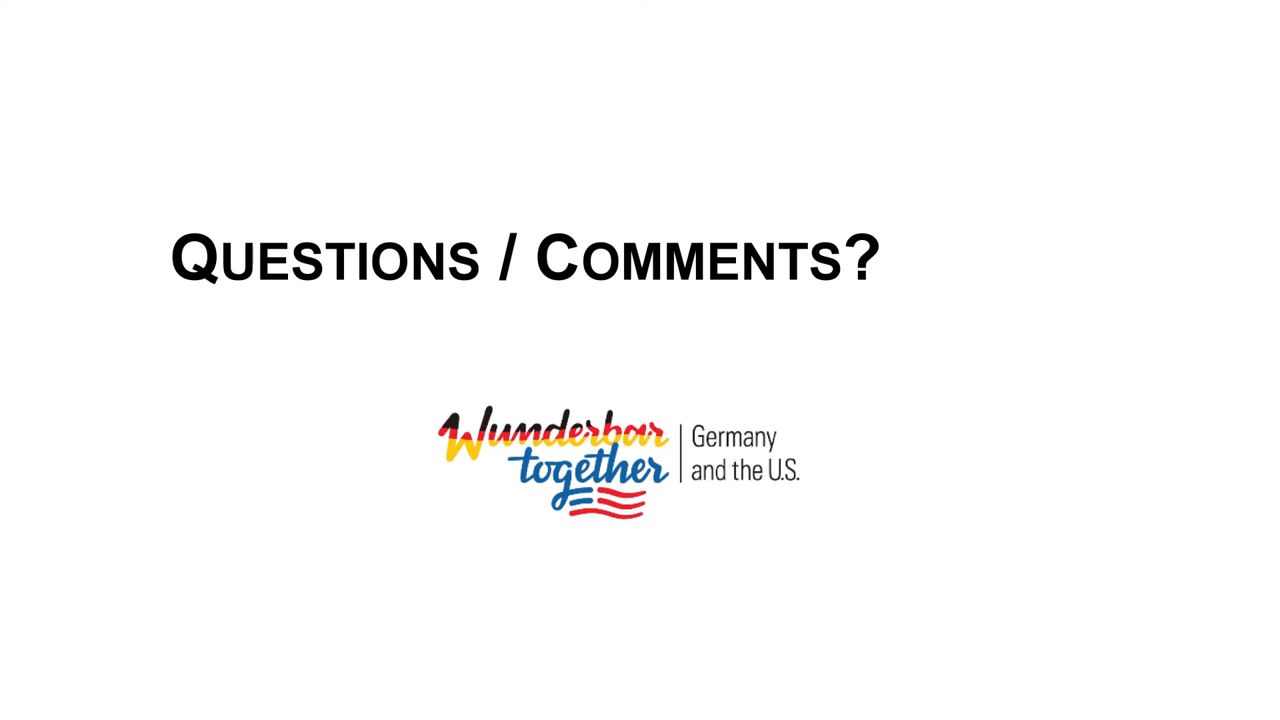 QUESTIONS / COMMENTS?
Wunderbar
together
Germany
and the U.S.